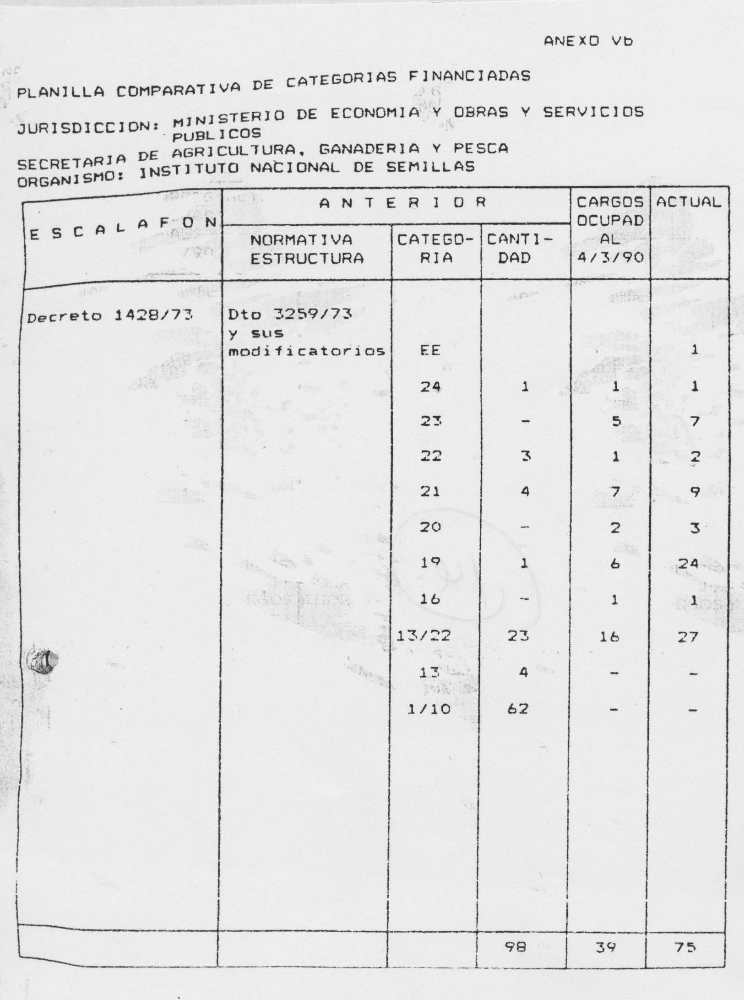 ANEXO Vb
PLANILLA COMPARATIVA DE CATEGORIAS FINANCIADAS
JURISDICCION: MINISTERIO DE ECONOMIA Y OBRAS Y SERVICIOS
PUBLICOS
SECRETARIA DE AGRICULTURA, GANADERIA Y PESCA
ORGANISMO: INSTITUTO NACIONAL DE SEMILLAS
E S C A L A F O N
A N T E R I O R
CARGOS ACTUAL
OCUPAD
NORMATIVA CATEGO- CANTI- AL
ESTRUCTURA RIA DAD 4/3/90
Decreto 1428/73 Dto 3259/73
y sus
modificatorios EE 1
24 1 1 1
23 - 5 7
22 3 1 2
21 4 7 9
20 - 2 3
19 1 6 24
16 - 1 1
13/22 23 16 27
13 4 - -
1/10 62 - -
98 39 75